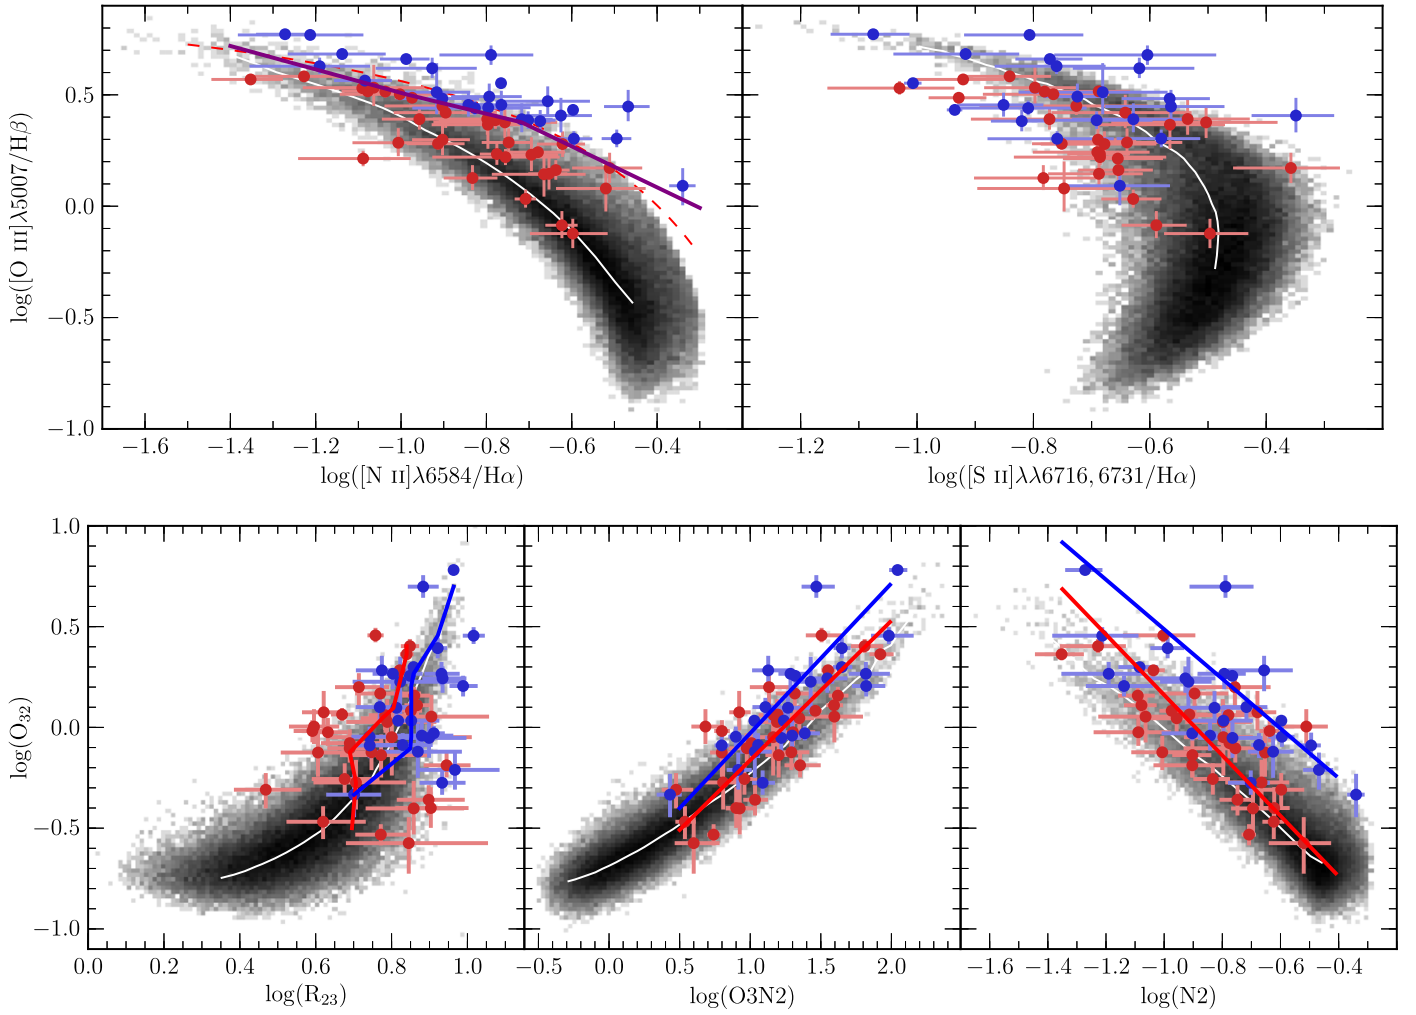 0.5
0.0
−0.5
−1.0
log([O III]λ5007/Hβ)
−1.6 −1.4 −1.2 −1.0 −0.8 −0.6 −0.4
log([N II]λ6584/Hα)
−1.2 −1.0 −0.8 −0.6 −0.4
log([S II]λλ6716, 6731/Hα)
1.0
0.5
0.0
−0.5
−1.0
log(O₃₂)
0.0 0.2 0.4 0.6 0.8 1.0
log(R₂₃)
−0.5 0.0 0.5 1.0 1.5 2.0
log(O3N2)
−1.6 −1.4 −1.2 −1.0 −0.8 −0.6 −0.4
log(N2)